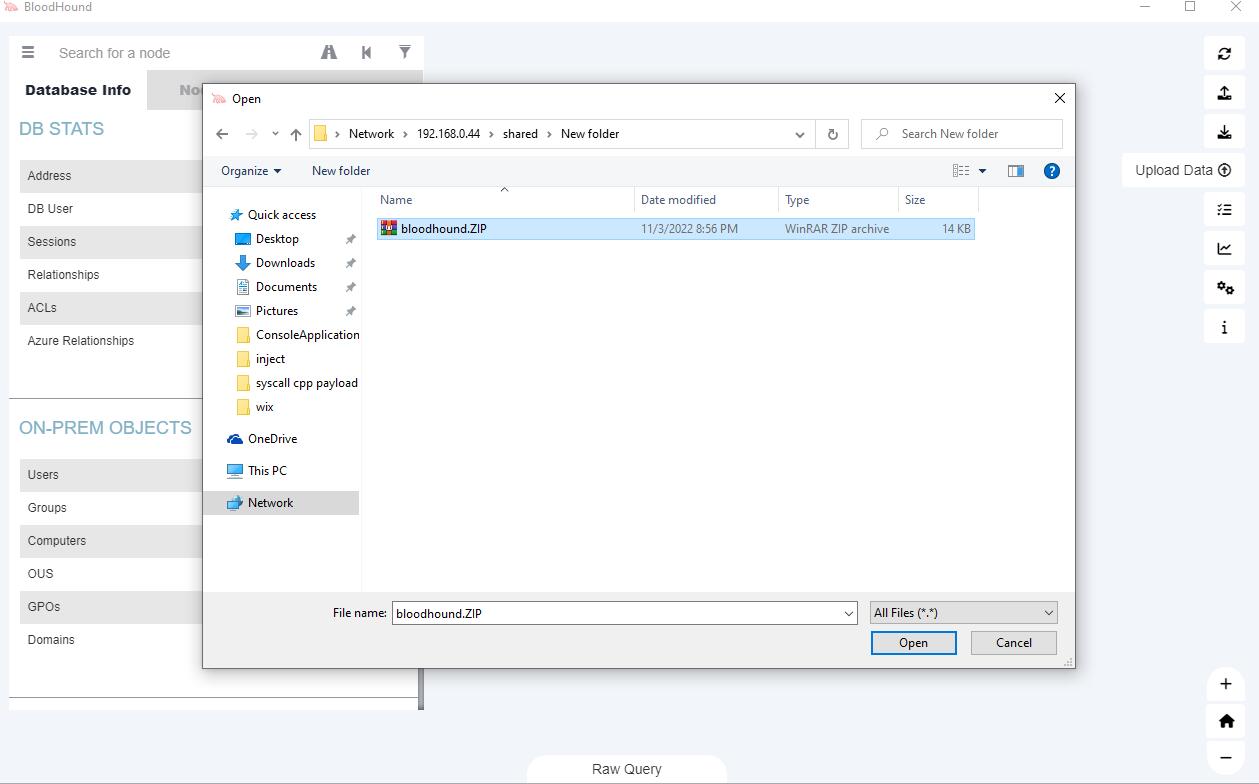 BloodHound
Search for a node
Database Info
No
DB STATS
Address
DB User
Sessions
Relationships
ACLs
Azure Relationships
ON-PREM OBJECTS
Users
Groups
Computers
OUS
GPOs
Domains
Open
Network › 192.168.0.44 › shared › New folder
Search New folder
Organize
New folder
?
Name
Date modified
Type
Size
Quick access
Desktop
Downloads
Documents
Pictures
ConsoleApplication
inject
syscall cpp payload
wix
OneDrive
This PC
Network
bloodhound.ZIP
11/3/2022 8:56 PM
WinRAR ZIP archive
14 KB
File name:
bloodhound.ZIP
All Files (*.*)
Open
Cancel
Upload Data
i
+
−
Raw Query